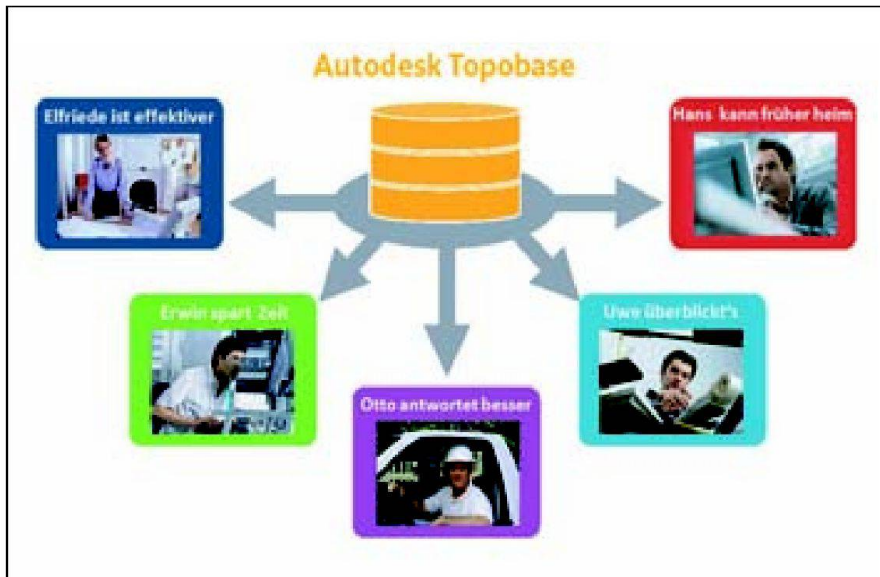 Autodesk Topobase
Elfriede ist effektiver
Hans kann früher heim
Erwin spart Zeit
Uwe überblickt's
Otto antwortet besser